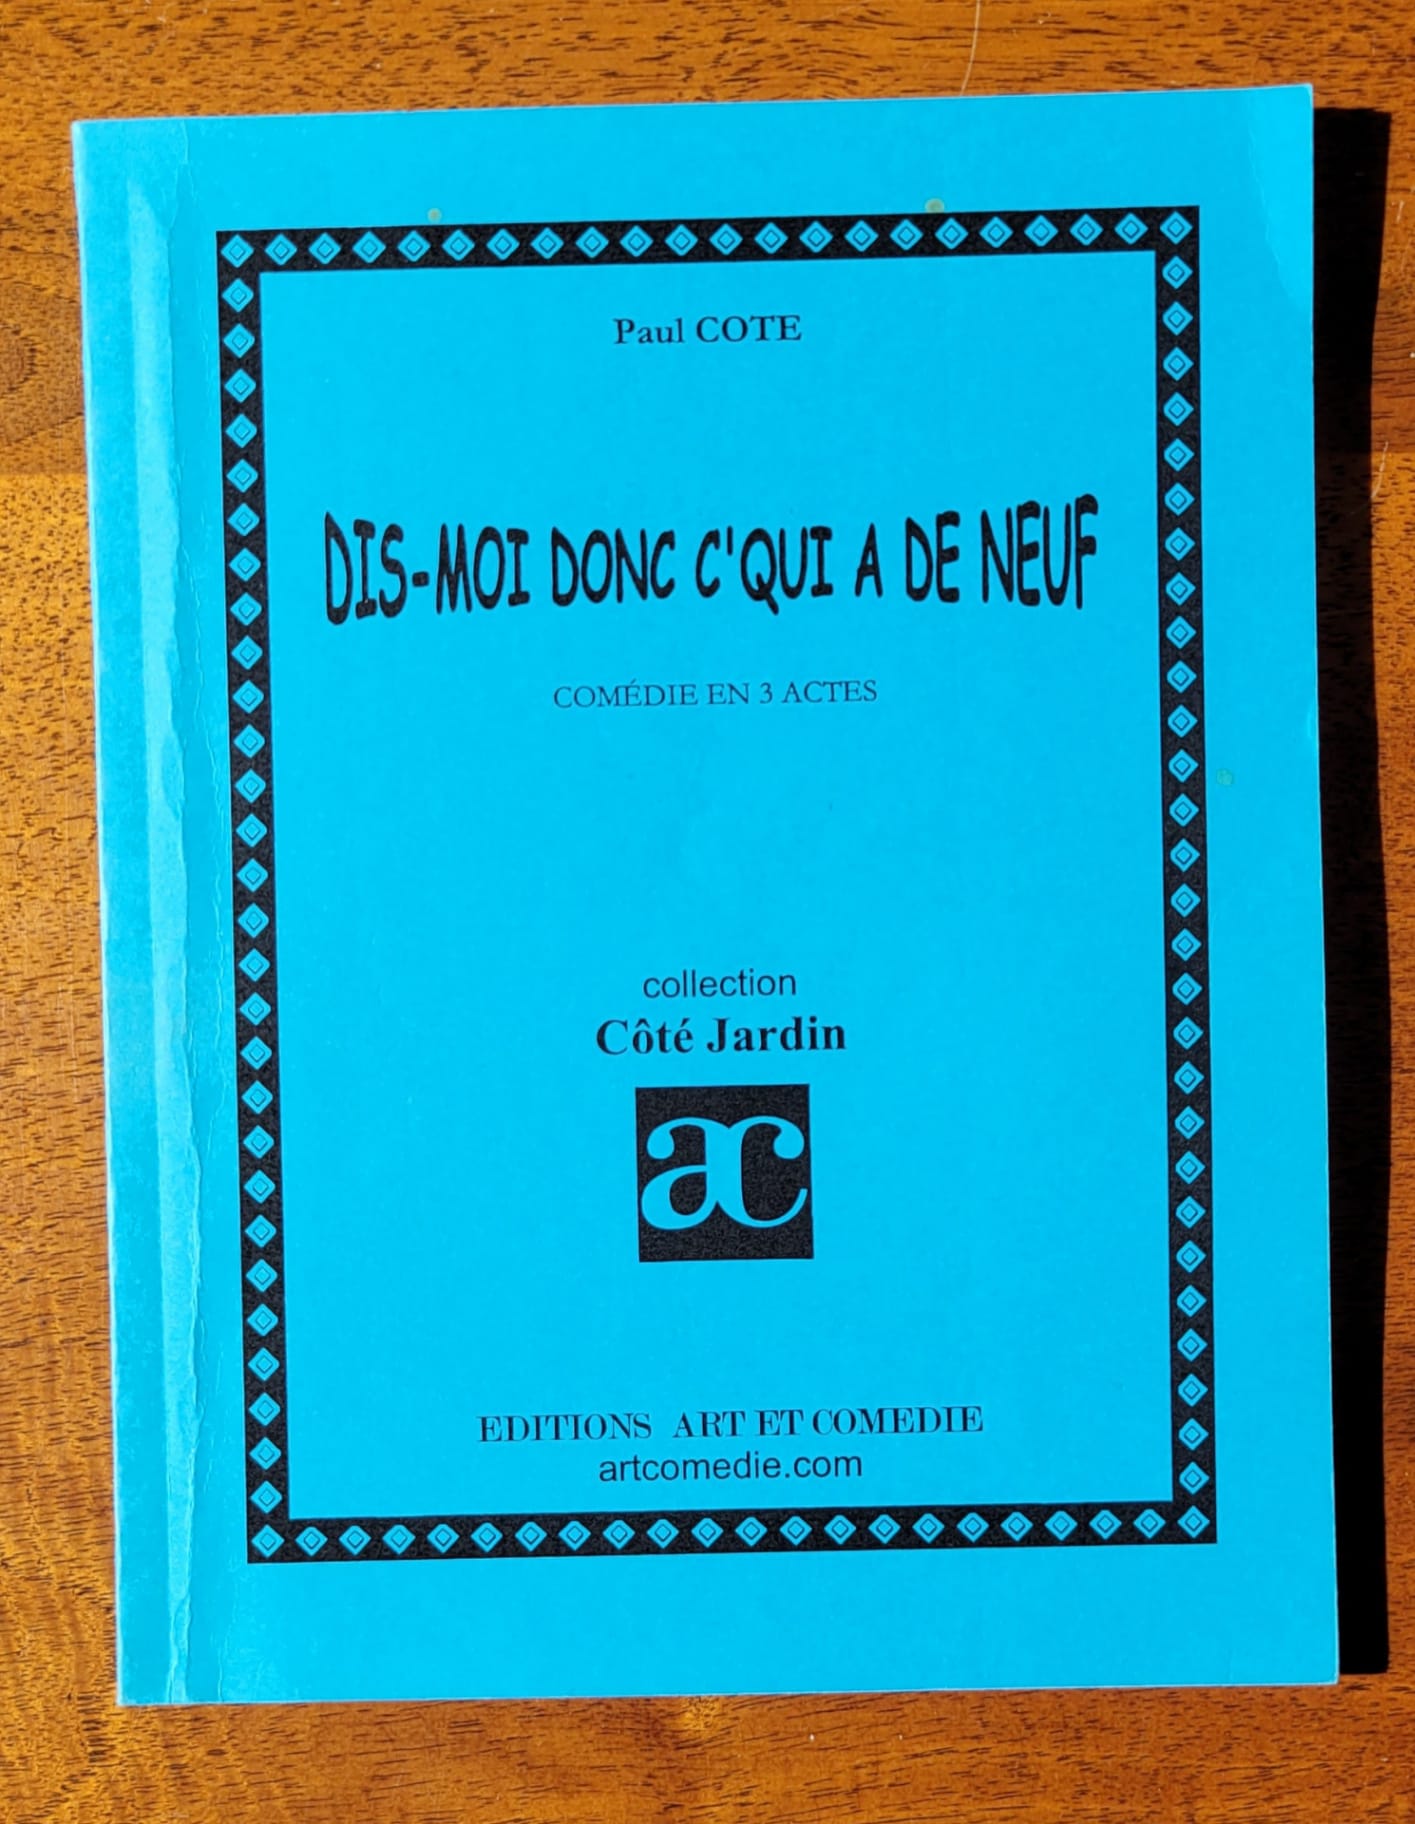 Paul COTE
DIS-MOI DONC C'QUI A DE NEUF
COMÉDIE EN 3 ACTES
collection
Côté Jardin
ac
EDITIONS ART ET COMEDIE
artcomedie.com